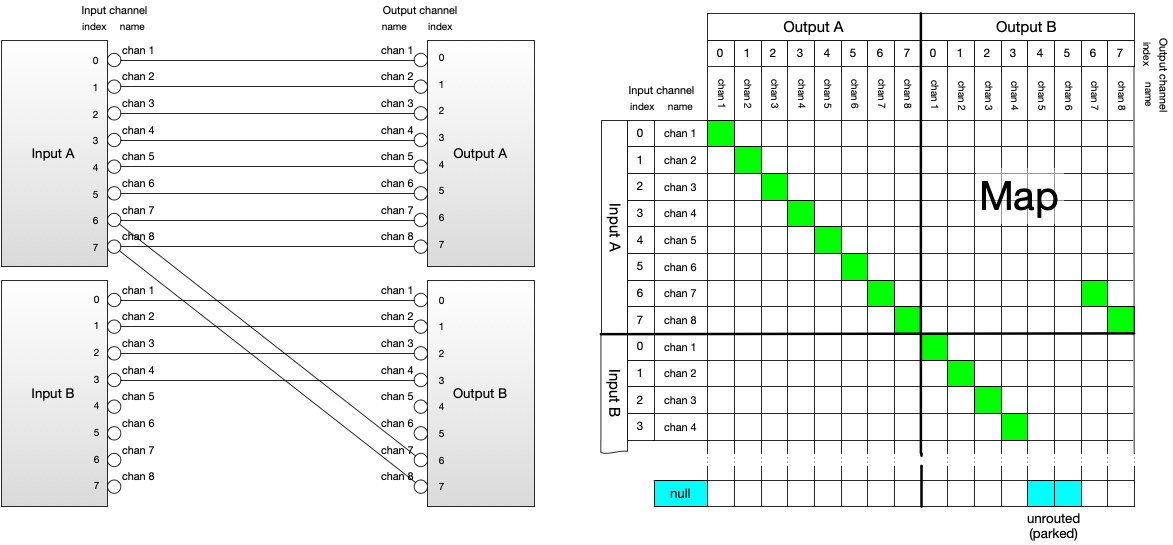 Input channel
index name
Output channel
name index
Input A
0 chan 1
1 chan 2
2 chan 3
3 chan 4
4 chan 5
5 chan 6
6 chan 7
7 chan 8
chan 1 0
chan 2 1
chan 3 2
chan 4 3
chan 5 4
chan 6 5
chan 7 6
chan 8 7
Output A
Input B
0 chan 1
1 chan 2
2 chan 3
3 chan 4
4 chan 5
5 chan 6
6 chan 7
7 chan 8
chan 1 0
chan 2 1
chan 3 2
chan 4 3
chan 5 4
chan 6 5
chan 7 6
chan 8 7
Output B
Output A Output B
0 1 2 3 4 5 6 7 0 1 2 3 4 5 6 7
chan 1 chan 2 chan 3 chan 4 chan 5 chan 6 chan 7 chan 8 chan 1 chan 2 chan 3 chan 4 chan 5 chan 6 chan 7 chan 8
Output channel
index name
Input channel
index name
Input A
0 chan 1
1 chan 2
2 chan 3
3 chan 4
4 chan 5
5 chan 6
6 chan 7
7 chan 8
Map
Input B
0 chan 1
1 chan 2
2 chan 3
3 chan 4
null
unrouted
(parked)